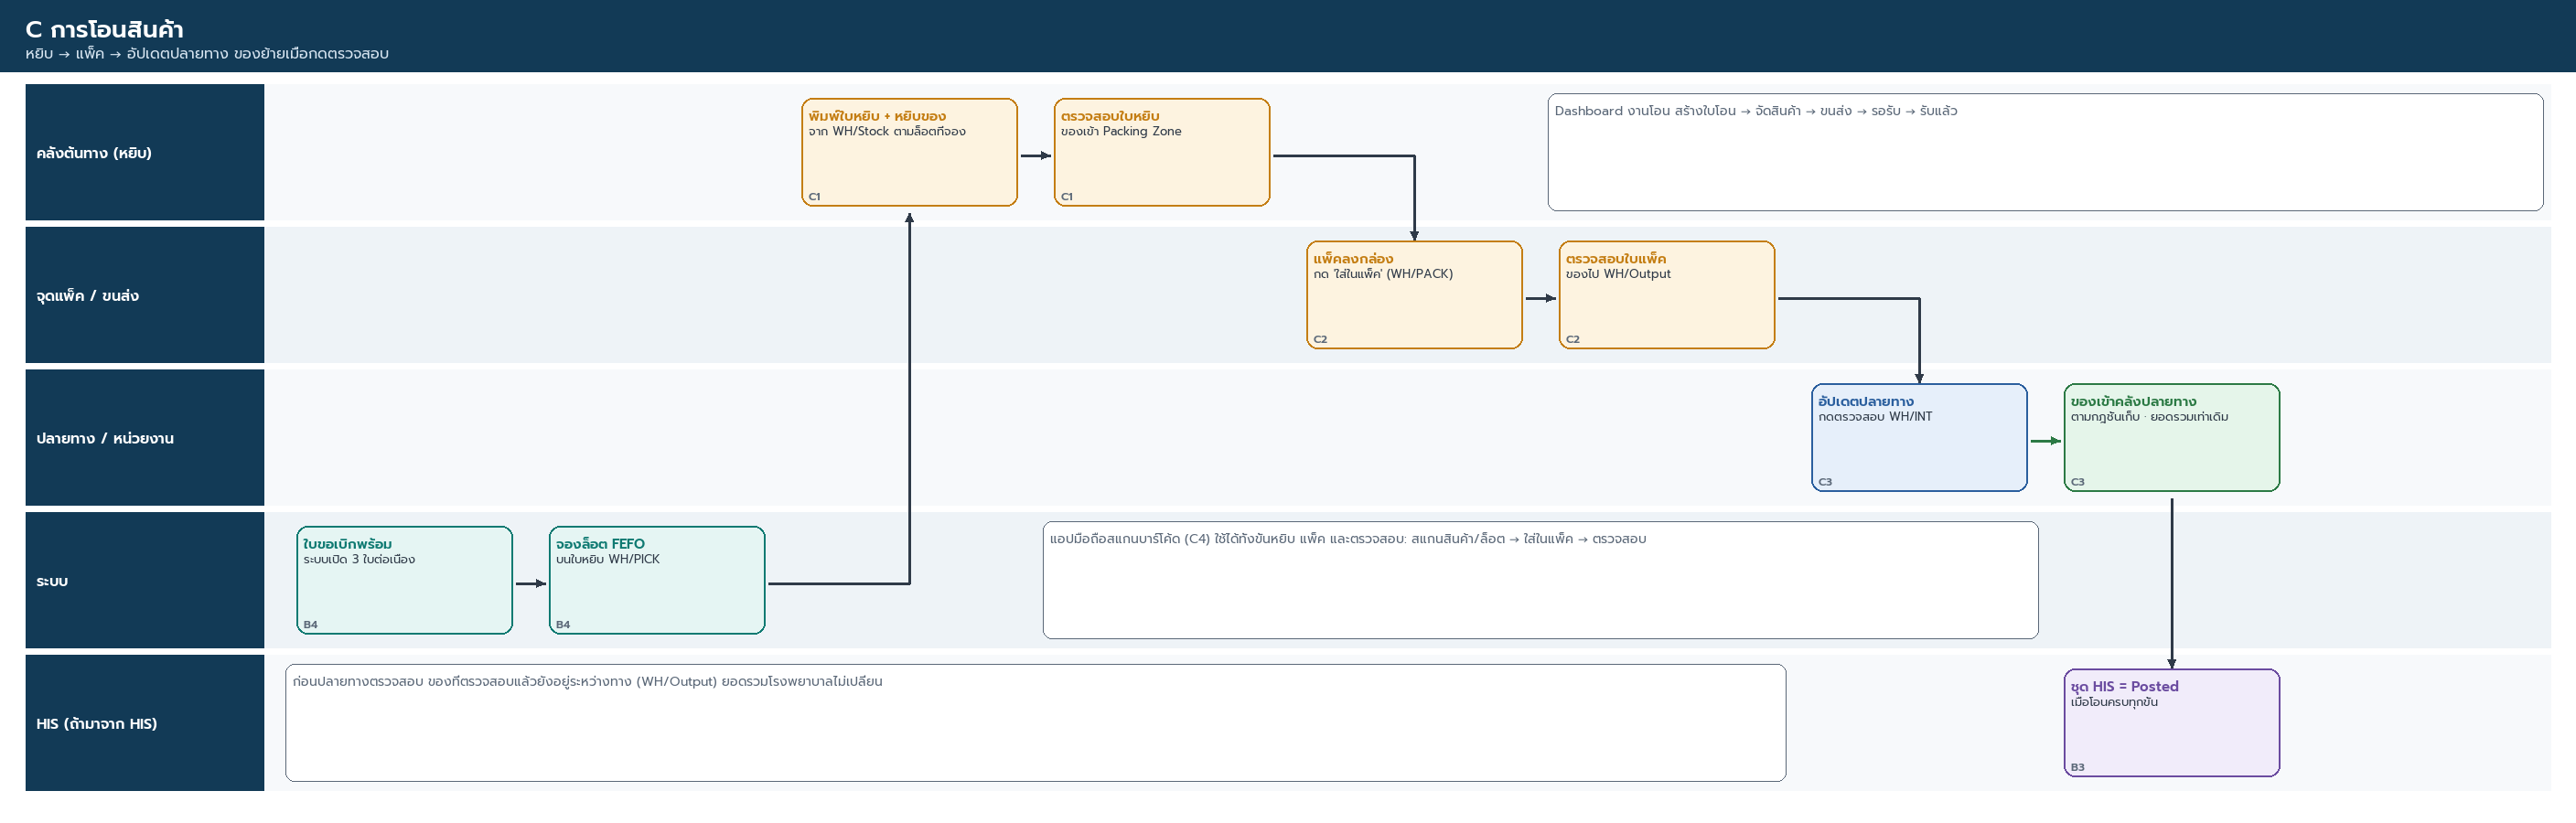 C การโอนสินค้า
หยิบ → แพ็ค → อัปเดตปลายทาง ของย้ายเมื่อกดตรวจสอบ
คลังต้นทาง (หยิบ)
พิมพ์ใบหยิบ + หยิบของ
จาก WH/Stock ตามล็อตที่จอง
C1
ตรวจสอบใบหยิบ
ของเข้า Packing Zone
C1
Dashboard งานโอน สร้างใบโอน → จัดสินค้า → ขนส่ง → รอรับ → รับแล้ว
จุดแพ็ค / ขนส่ง
แพ็คลงกล่อง
กด 'ใส่ในแพ็ค' (WH/PACK)
C2
ตรวจสอบใบแพ็ค
ของไป WH/Output
C2
ปลายทาง / หน่วยงาน
อัปเดตปลายทาง
กดตรวจสอบ WH/INT
C3
ของเข้าคลังปลายทาง
ตามกฎชั้นเก็บ · ยอดรวมเท่าเดิม
C3
ระบบ
ใบขอเบิกพร้อม
ระบบเปิด 3 ใบต่อเนื่อง
B4
จองล็อต FEFO
บนใบหยิบ WH/PICK
B4
แอปมือถือสแกนบาร์โค้ด (C4) ใช้ได้ทั้งขั้นหยิบ แพ็ค และตรวจสอบ: สแกนสินค้า/ล็อต → ใส่ในแพ็ค → ตรวจสอบ
HIS (ถ้ามาจาก HIS)
ก่อนปลายทางตรวจสอบ ของที่ตรวจสอบแล้วยังอยู่ระหว่างทาง (WH/Output) ยอดรวมโรงพยาบาลไม่เปลี่ยน
ชุด HIS = Posted
เมื่อโอนครบทุกขั้น
B3